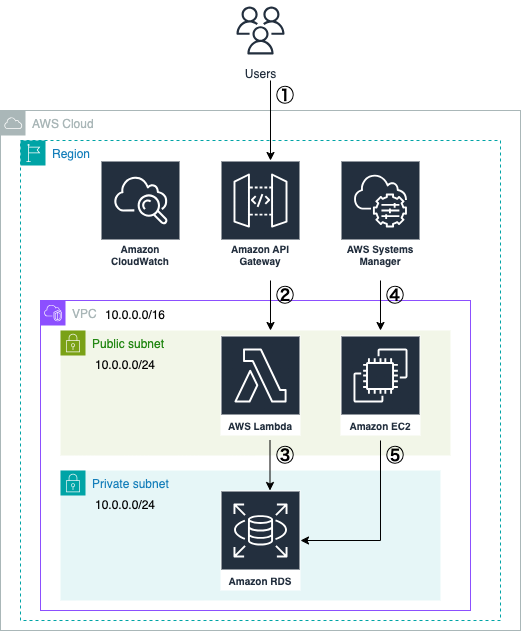 Users
①
AWS Cloud
Region
Amazon
CloudWatch
Amazon API
Gateway
AWS Systems
Manager
②
④
VPC 10.0.0.0/16
Public subnet
10.0.0.0/24
AWS Lambda
Amazon EC2
③
⑤
Private subnet
10.0.0.0/24
Amazon RDS